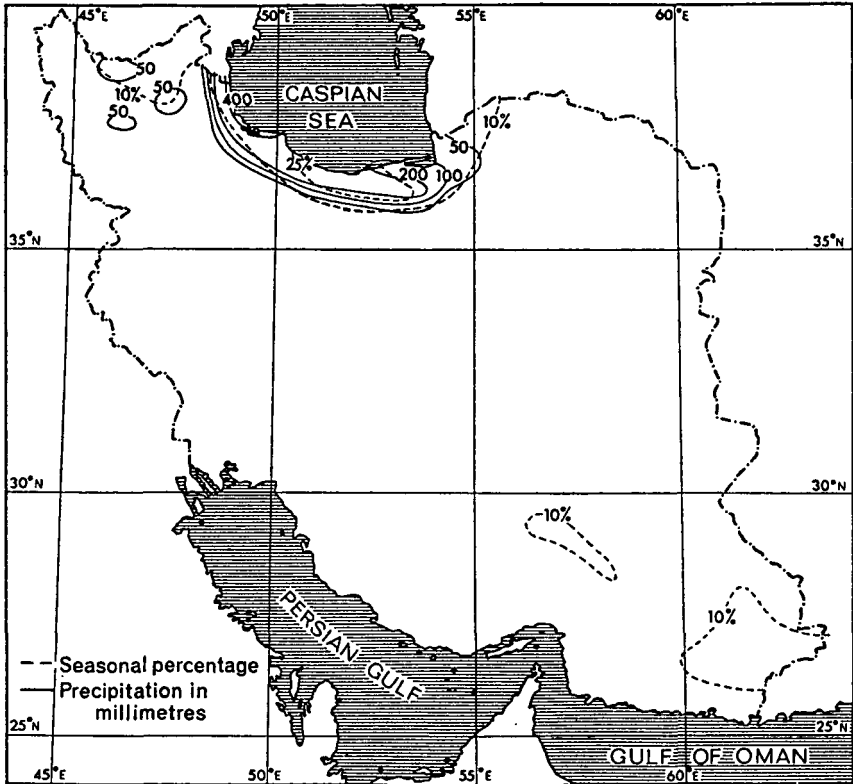 45°E
50°E
55°E
60°E
50
10%
50
50
400
CASPIAN
SEA
25%
200
100
50
10%
35°N
35°N
30°N
30°N
10%
10%
PERSIAN GULF
Seasonal percentage
Precipitation in
millimetres
25°N
25°N
GULF OF OMAN
45°E
50°E
55°E
60°E